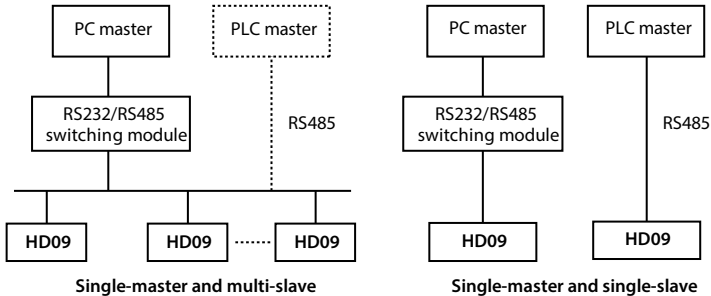 PC master
PLC master
RS232/RS485
switching module
RS485
HD09
HD09
HD09
Single-master and multi-slave
PC master
PLC master
RS232/RS485
switching module
RS485
HD09
HD09
Single-master and single-slave